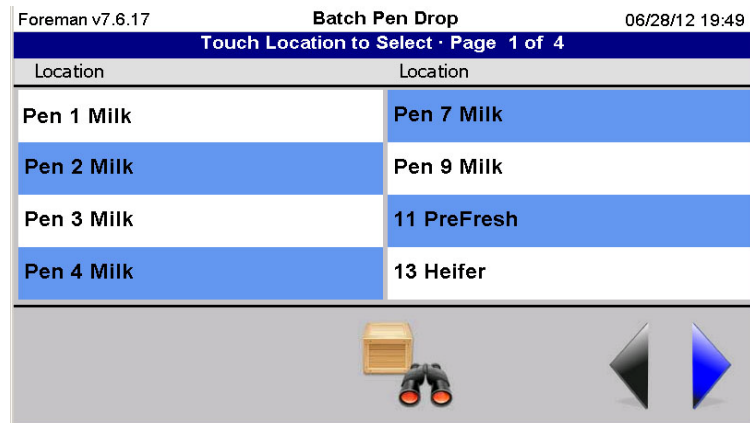 Foreman v7.6.17 Batch Pen Drop 06/28/12 19:49
Touch Location to Select · Page 1 of 4
Location Location
Pen 1 Milk Pen 7 Milk
Pen 2 Milk Pen 9 Milk
Pen 3 Milk 11 PreFresh
Pen 4 Milk 13 Heifer